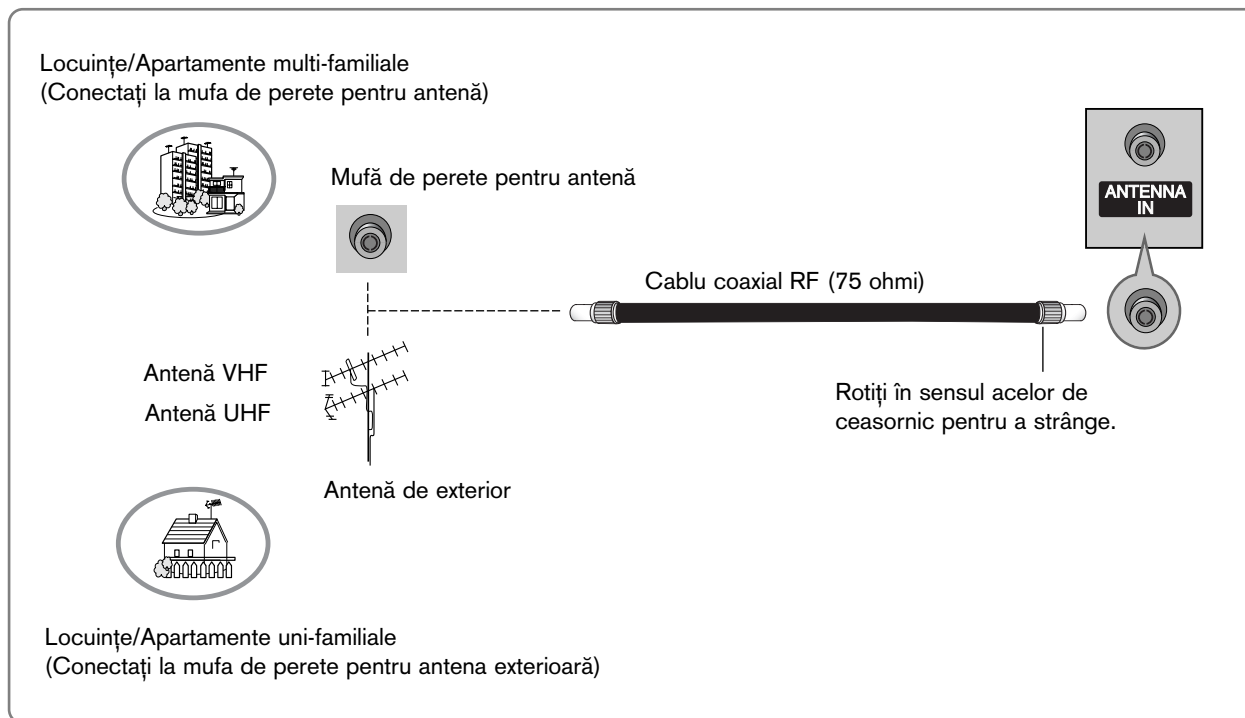 Locuințe/Apartamente multi-familiale
(Conectați la mufa de perete pentru antenă)
Mufă de perete pentru antenă
ANTENNA
IN
Cablu coaxial RF (75 ohmi)
Antenă VHF
Antenă UHF
Rotiți în sensul acelor de
ceasornic pentru a strânge.
Antenă de exterior
Locuințe/Apartamente uni-familiale
(Conectați la mufa de perete pentru antena exterioară)